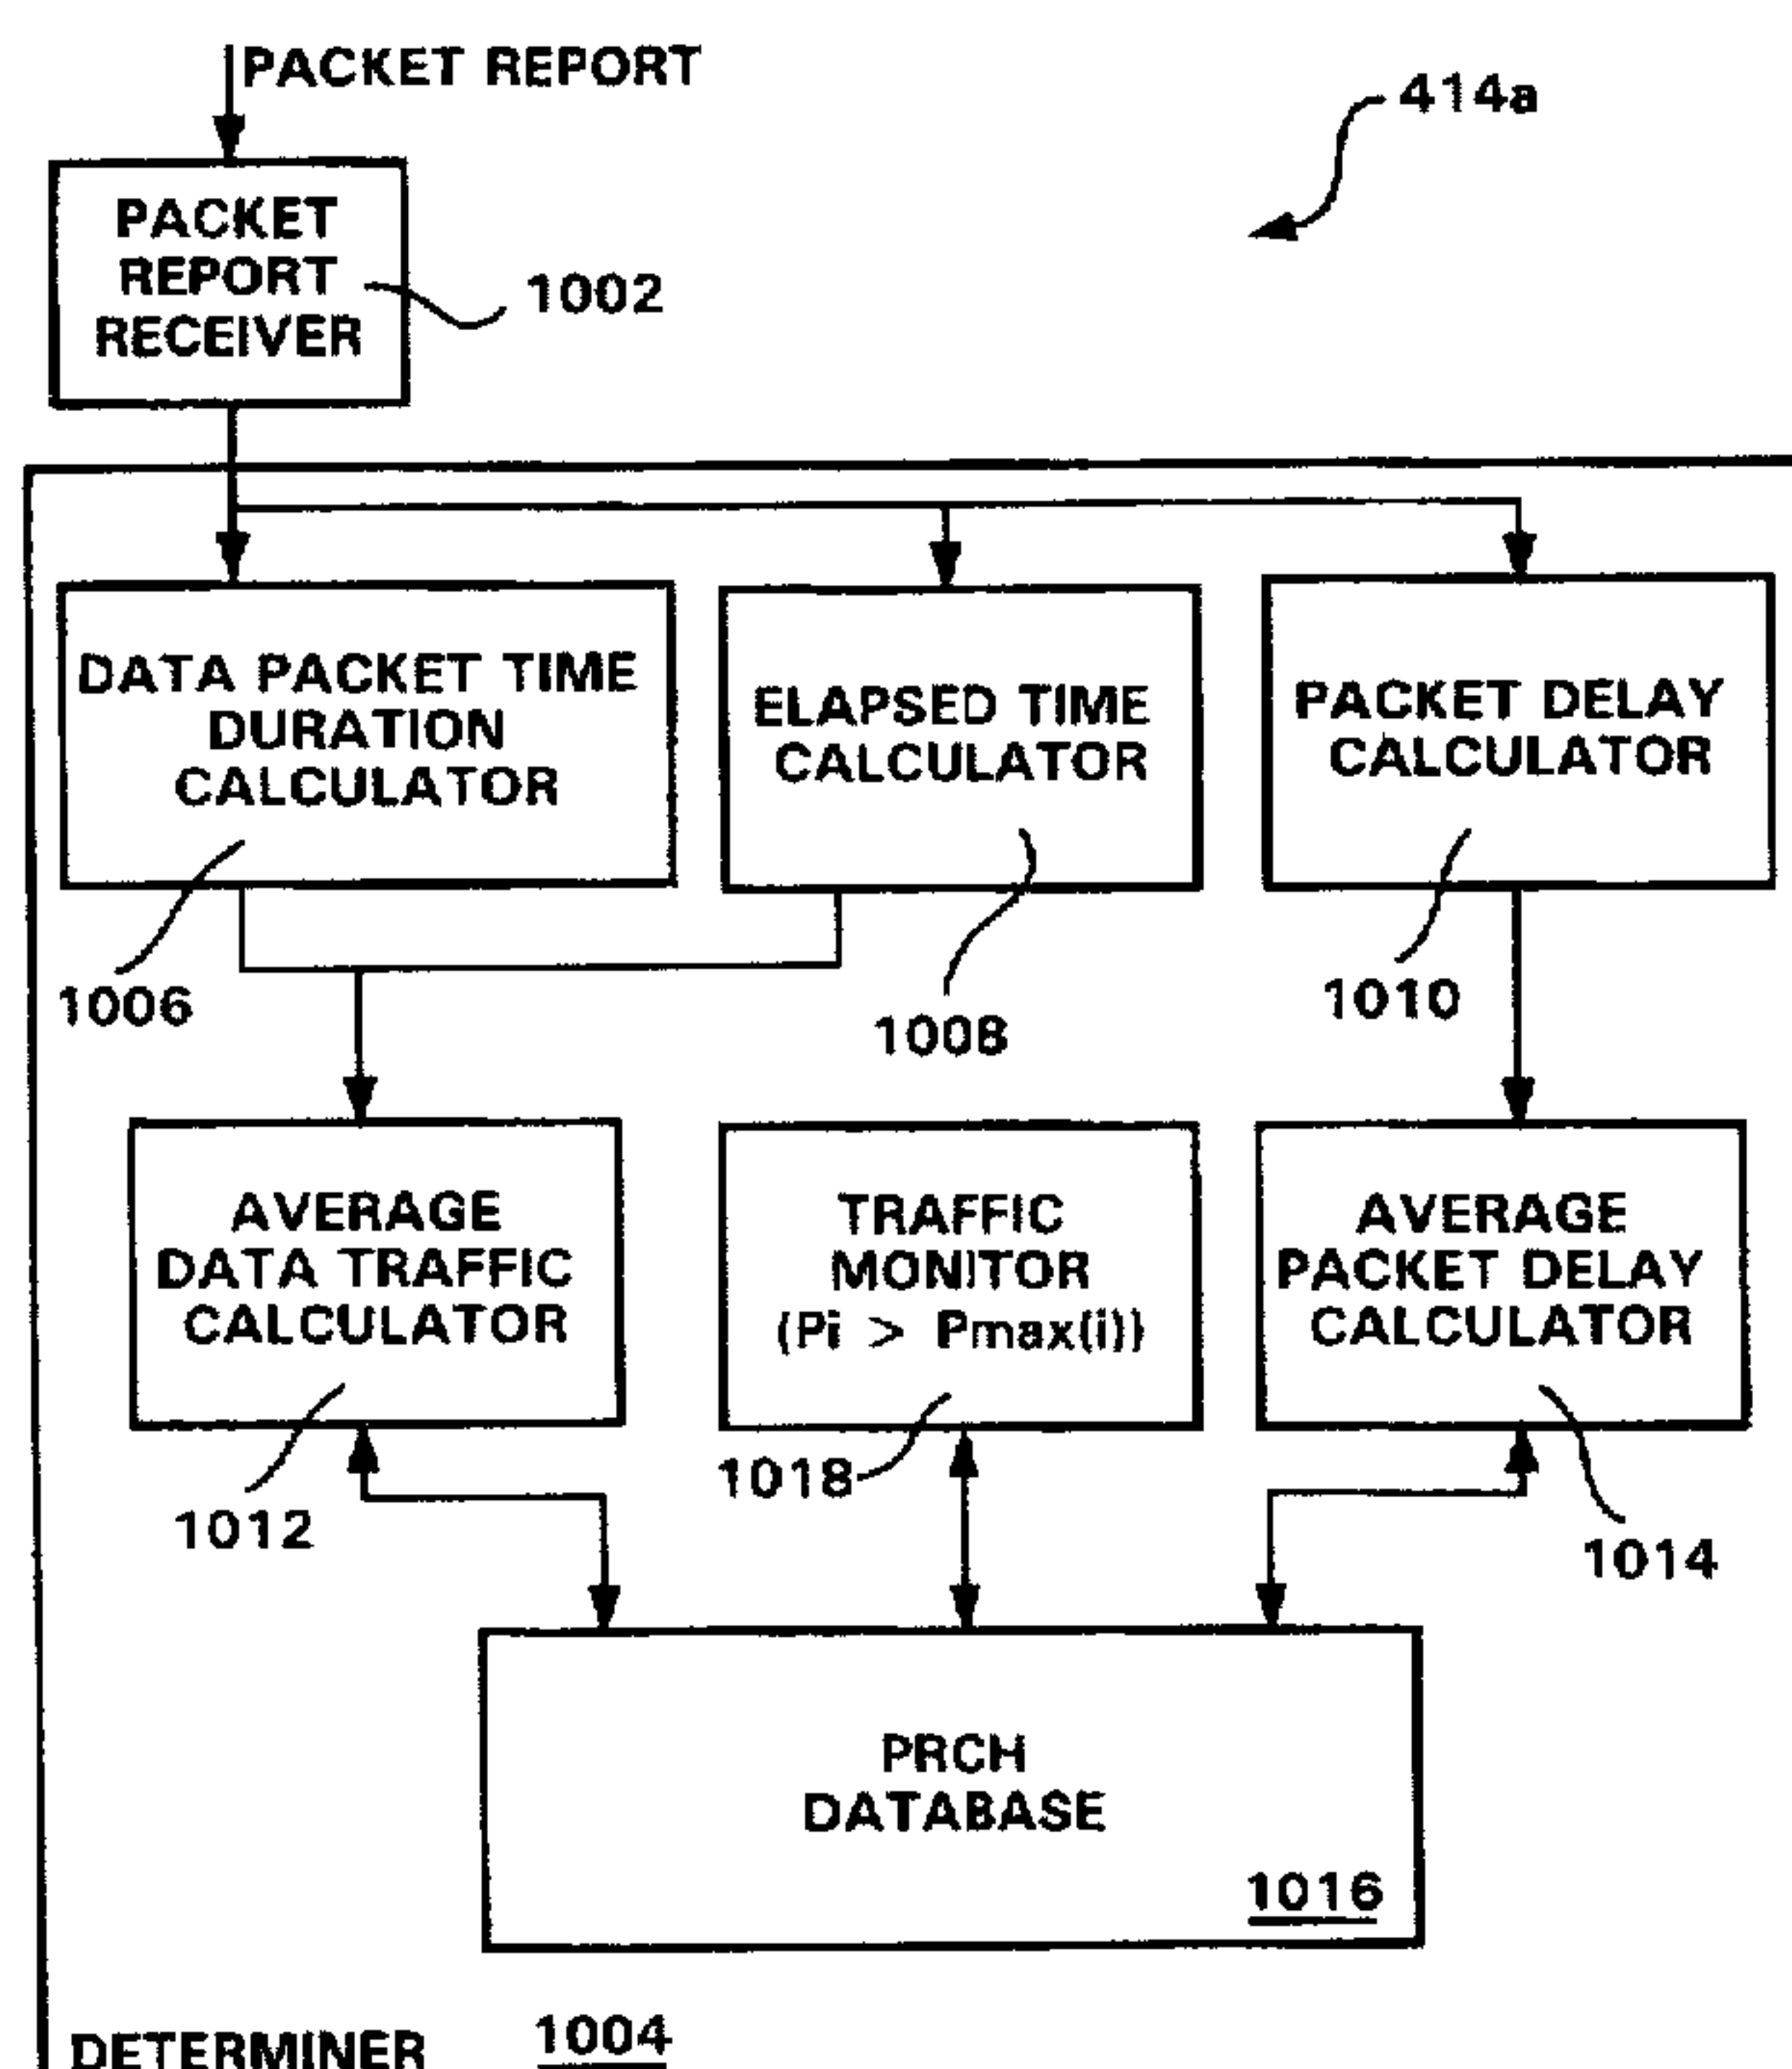 PACKET REPORT
414a
PACKET
REPORT
RECEIVER
1002
DATA PACKET TIME
DURATION
CALCULATOR
1006
ELAPSED TIME
CALCULATOR
1008
PACKET DELAY
CALCULATOR
1010
AVERAGE
DATA TRAFFIC
CALCULATOR
1012
TRAFFIC
MONITOR
(Pi > Pmax(i))
1018
AVERAGE
PACKET DELAY
CALCULATOR
1014
PRCH
DATABASE
1016
DETERMINER 1004